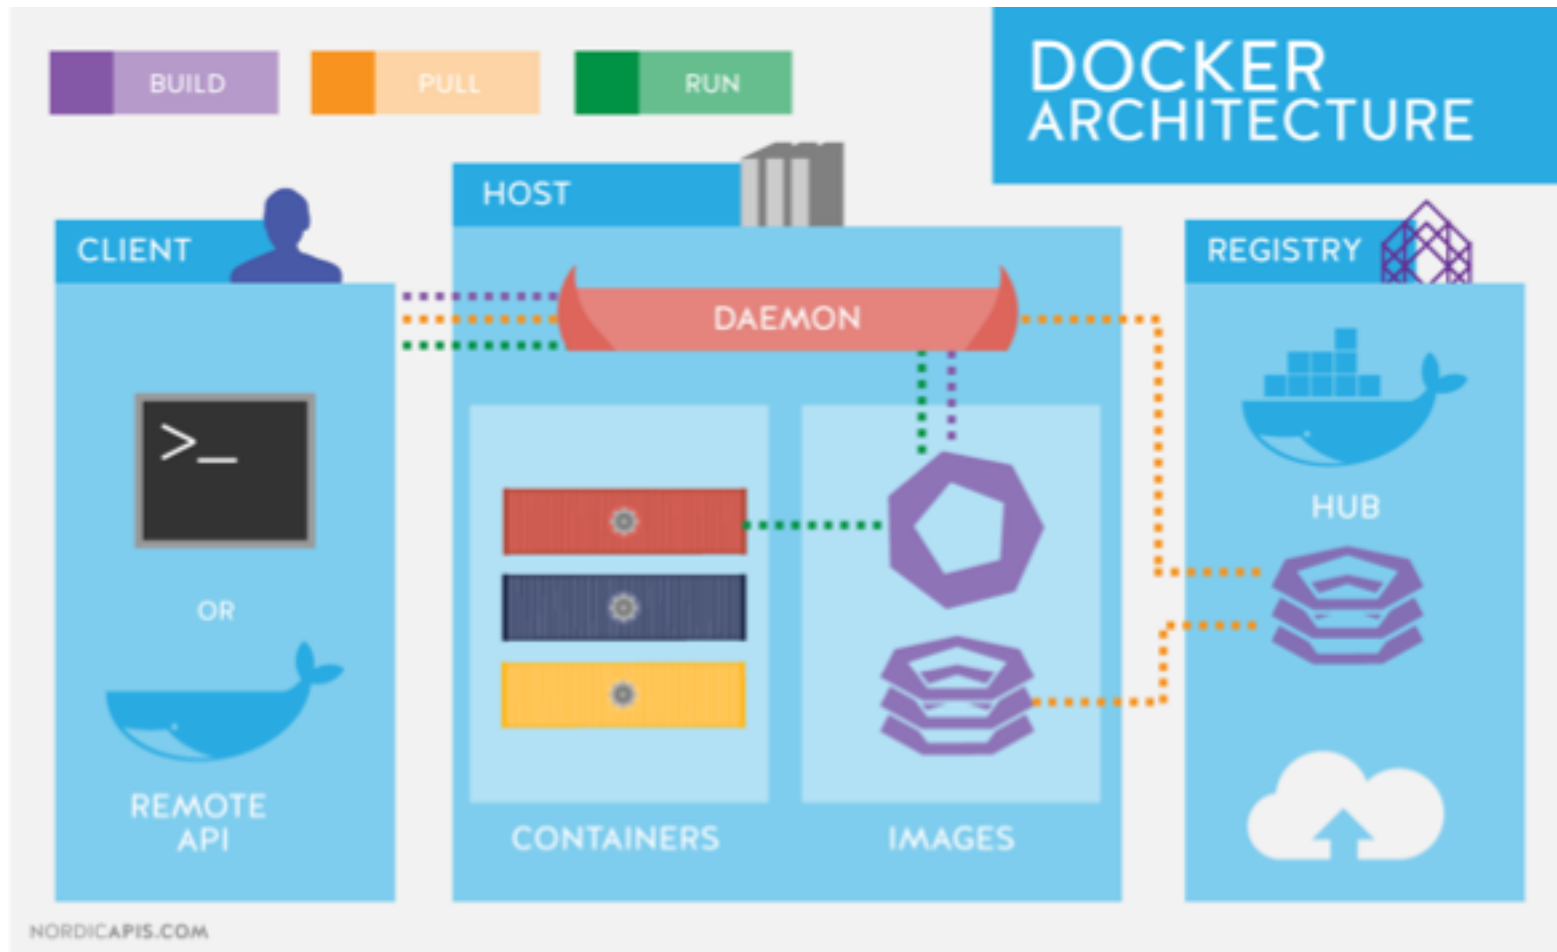 BUILD
PULL
RUN
DOCKER
ARCHITECTURE
CLIENT
>_
OR
REMOTE
API
HOST
DAEMON
CONTAINERS
IMAGES
REGISTRY
HUB
NORDICAPIS.COM